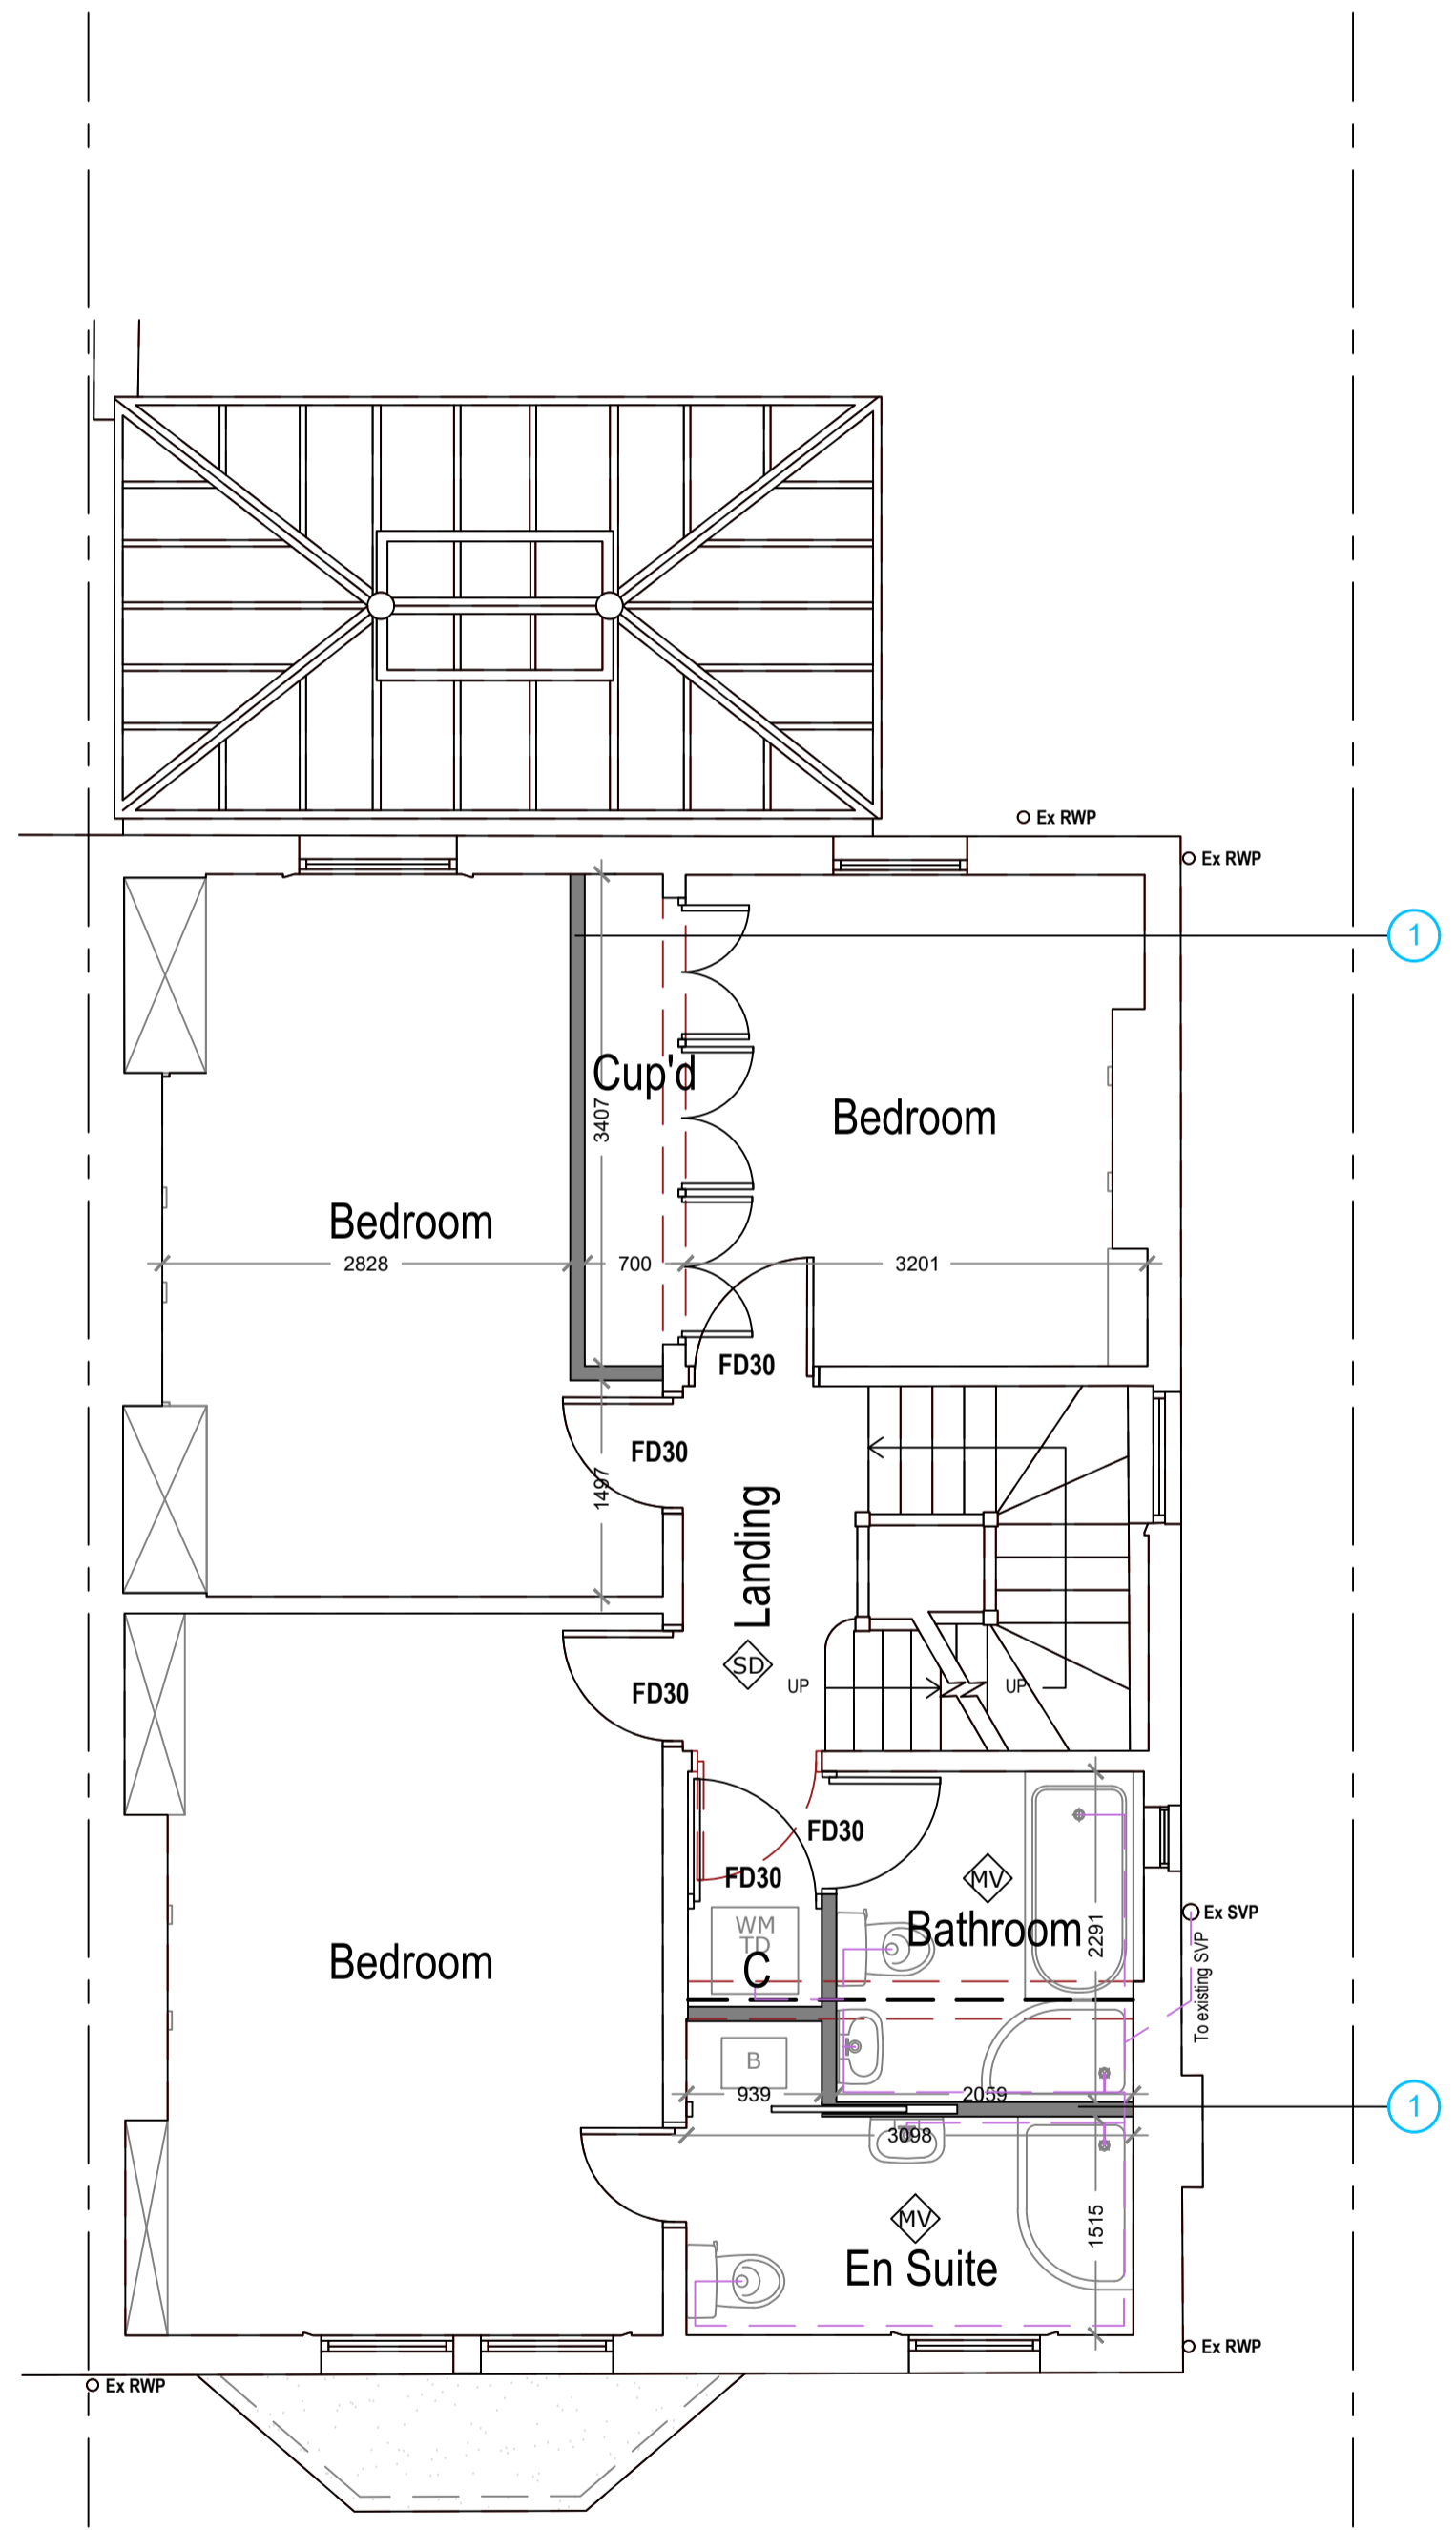 Ex RWP
Ex RWP
1
Cup'd
3407
Bedroom
Bedroom
2828
700
3201
FD30
FD30
1497
Landing
SD
UP
UP
FD30
FD30
FD30
MV
WM
TD
C
Bathroom
2291
Ex SVP
To existing SVP
B
939
2059
1
3098
Bedroom
MV
1515
En Suite
Ex RWP
Ex RWP